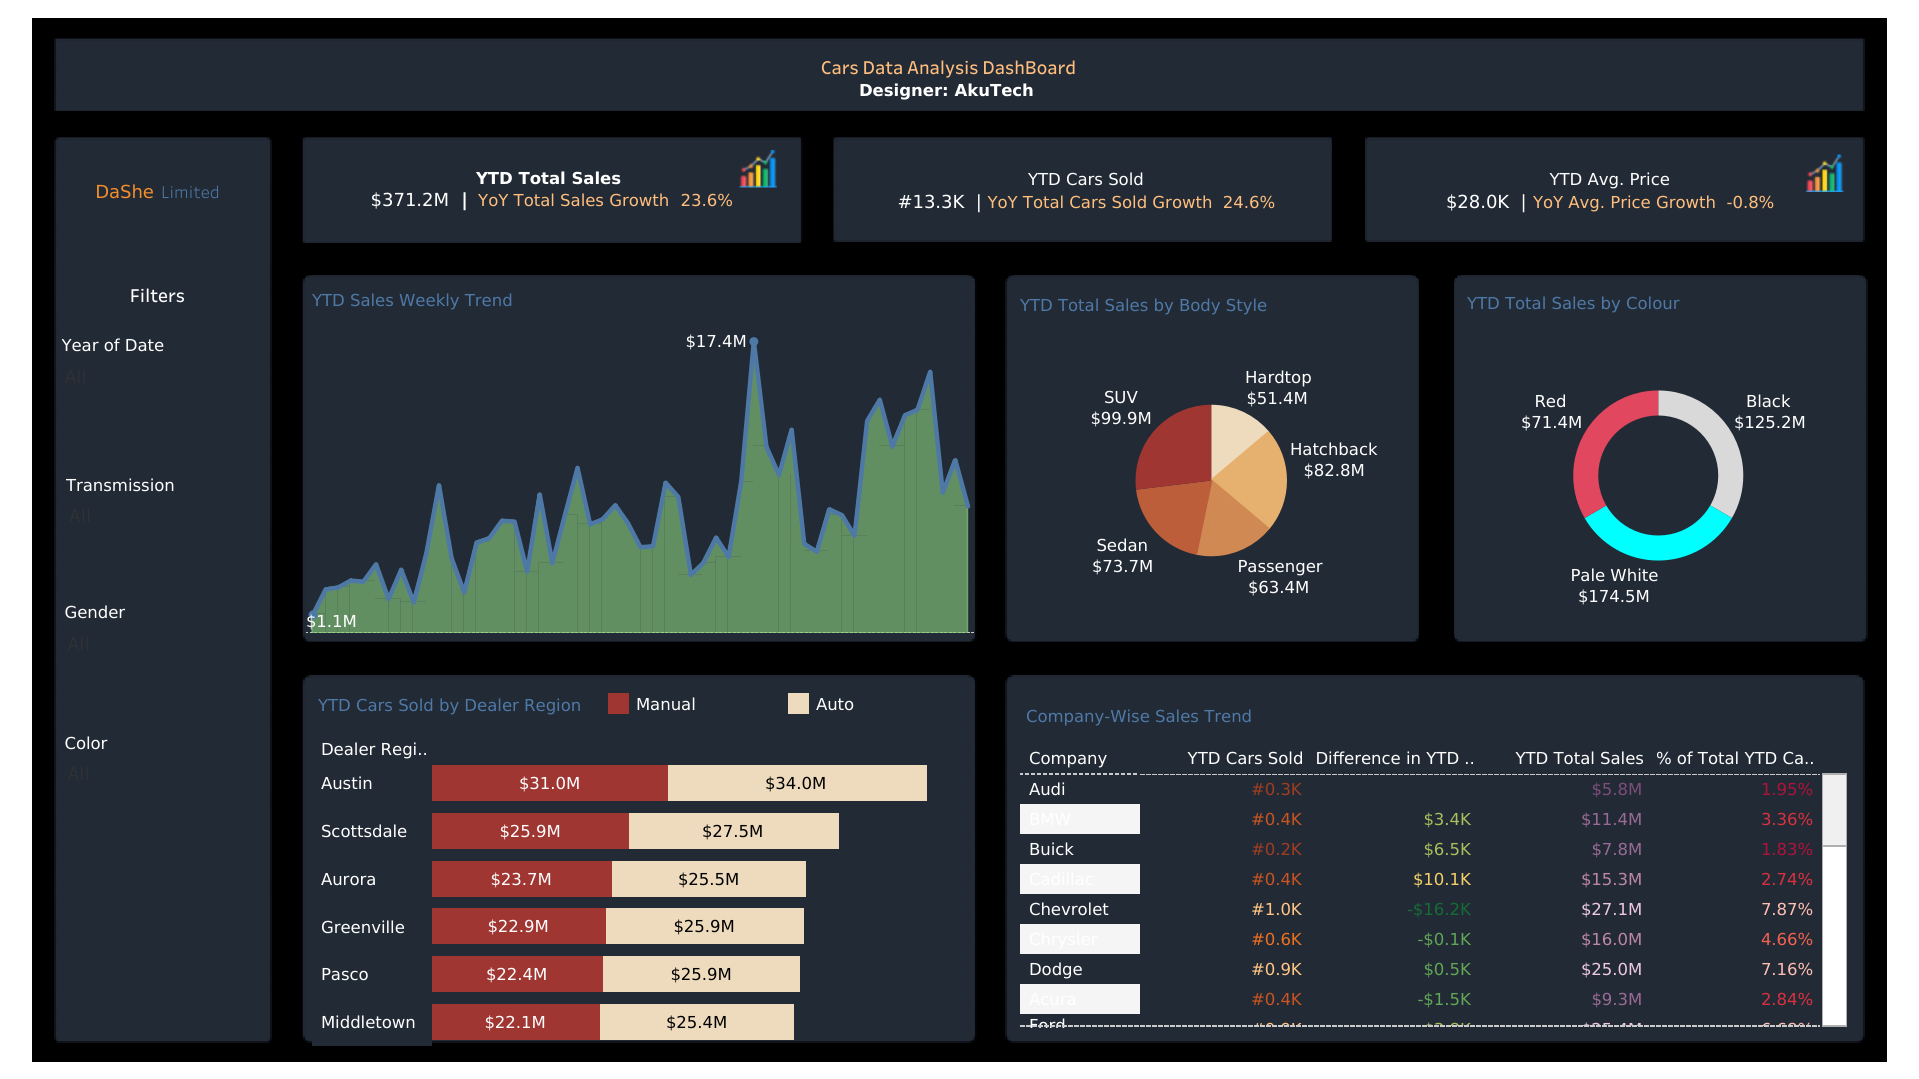 Cars Data Analysis DashBoard
Designer: AkuTech
DaShe Limited
Filters
Year of Date
All
Transmission
All
Gender
All
Color
All
YTD Total Sales
$371.2M | YoY Total Sales Growth 23.6%
YTD Cars Sold
#13.3K | YoY Total Cars Sold Growth 24.6%
YTD Avg. Price
$28.0K | YoY Avg. Price Growth -0.8%
YTD Sales Weekly Trend
$17.4M
$1.1M
YTD Total Sales by Body Style
Hardtop
$51.4M
SUV
$99.9M
Hatchback
$82.8M
Sedan
$73.7M
Passenger
$63.4M
YTD Total Sales by Colour
Red
$71.4M
Black
$125.2M
Pale White
$174.5M
YTD Cars Sold by Dealer Region Manual Auto
Dealer Regi..
Austin $31.0M $34.0M
Scottsdale $25.9M $27.5M
Aurora $23.7M $25.5M
Greenville $22.9M $25.9M
Pasco $22.4M $25.9M
Middletown $22.1M $25.4M
Company-Wise Sales Trend
Company YTD Cars Sold Difference in YTD .. YTD Total Sales % of Total YTD Ca..
Audi #0.3K $5.8M 1.95%
BMW #0.4K $3.4K $11.4M 3.36%
Buick #0.2K $6.5K $7.8M 1.83%
Cadillac #0.4K $10.1K $15.3M 2.74%
Chevrolet #1.0K -$16.2K $27.1M 7.87%
Chrysler #0.6K -$0.1K $16.0M 4.66%
Dodge #0.9K $0.5K $25.0M 7.16%
Acura #0.4K -$1.5K $9.3M 2.84%
Ford